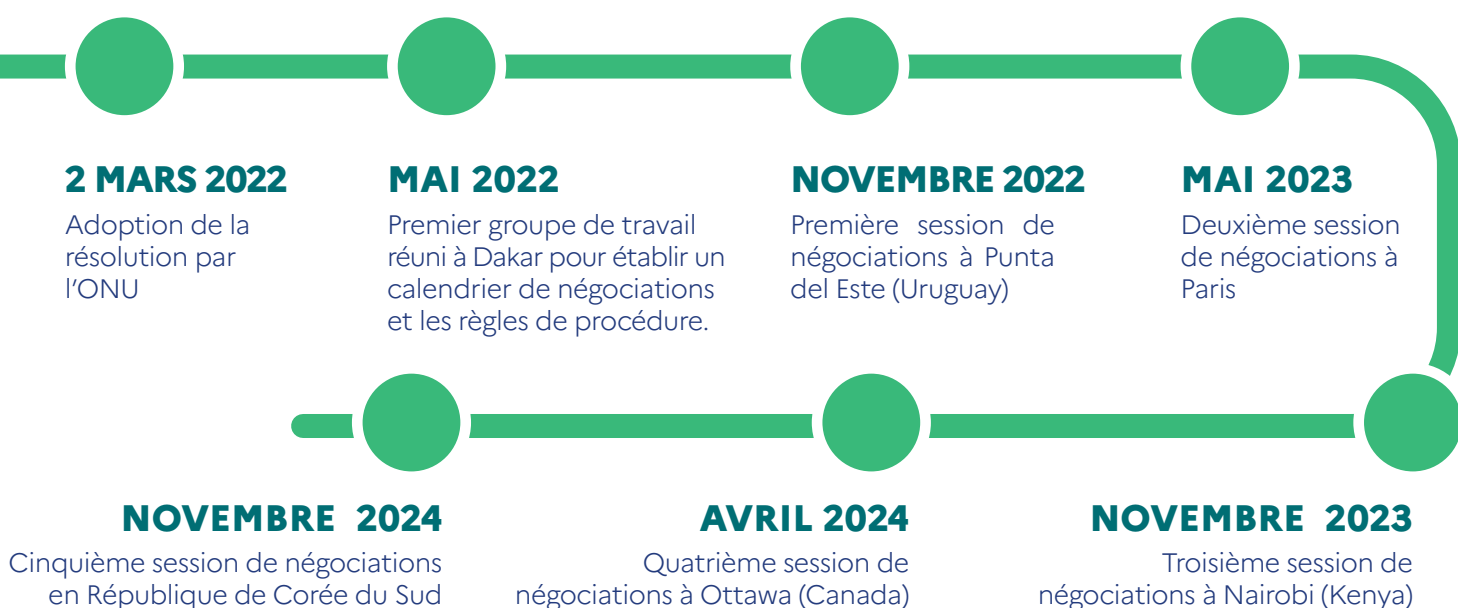 2 MARS 2022
Adoption de la
résolution par
l'ONU
MAI 2022
Premier groupe de travail
réuni à Dakar pour établir un
calendrier de négociations
et les règles de procédure.
NOVEMBRE 2022
Première session de
négociations à Punta
del Este (Uruguay)
MAI 2023
Deuxième session
de négociations à
Paris
NOVEMBRE 2023
Troisième session de
négociations à Nairobi (Kenya)
AVRIL 2024
Quatrième session de
négociations à Ottawa (Canada)
NOVEMBRE 2024
Cinquième session de négociations
en République de Corée du Sud